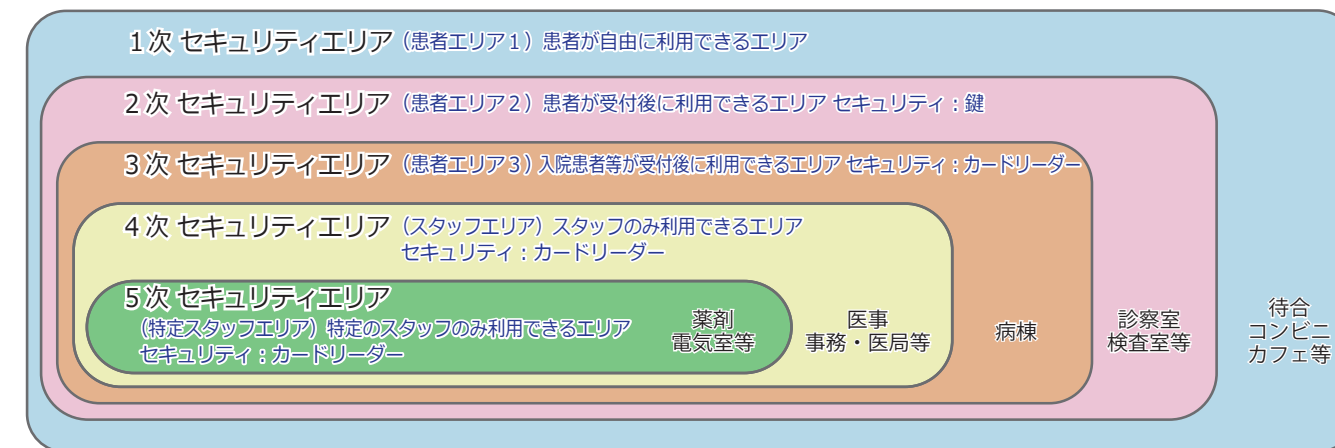 1次 セキュリティエリア（患者エリア１）患者が自由に利用できるエリア
2次 セキュリティエリア（患者エリア２）患者が受付後に利用できるエリア セキュリティ：鍵
3次 セキュリティエリア（患者エリア３）入院患者等が受付後に利用できるエリア セキュリティ：カードリーダー
4次 セキュリティエリア（スタッフエリア）スタッフのみ利用できるエリア
セキュリティ：カードリーダー
5次 セキュリティエリア
（特定スタッフエリア）特定のスタッフのみ利用できるエリア
セキュリティ：カードリーダー
薬剤
電気室等
医事
事務・医局等
病棟
診察室
検査室等
待合
コンビニ
カフェ等